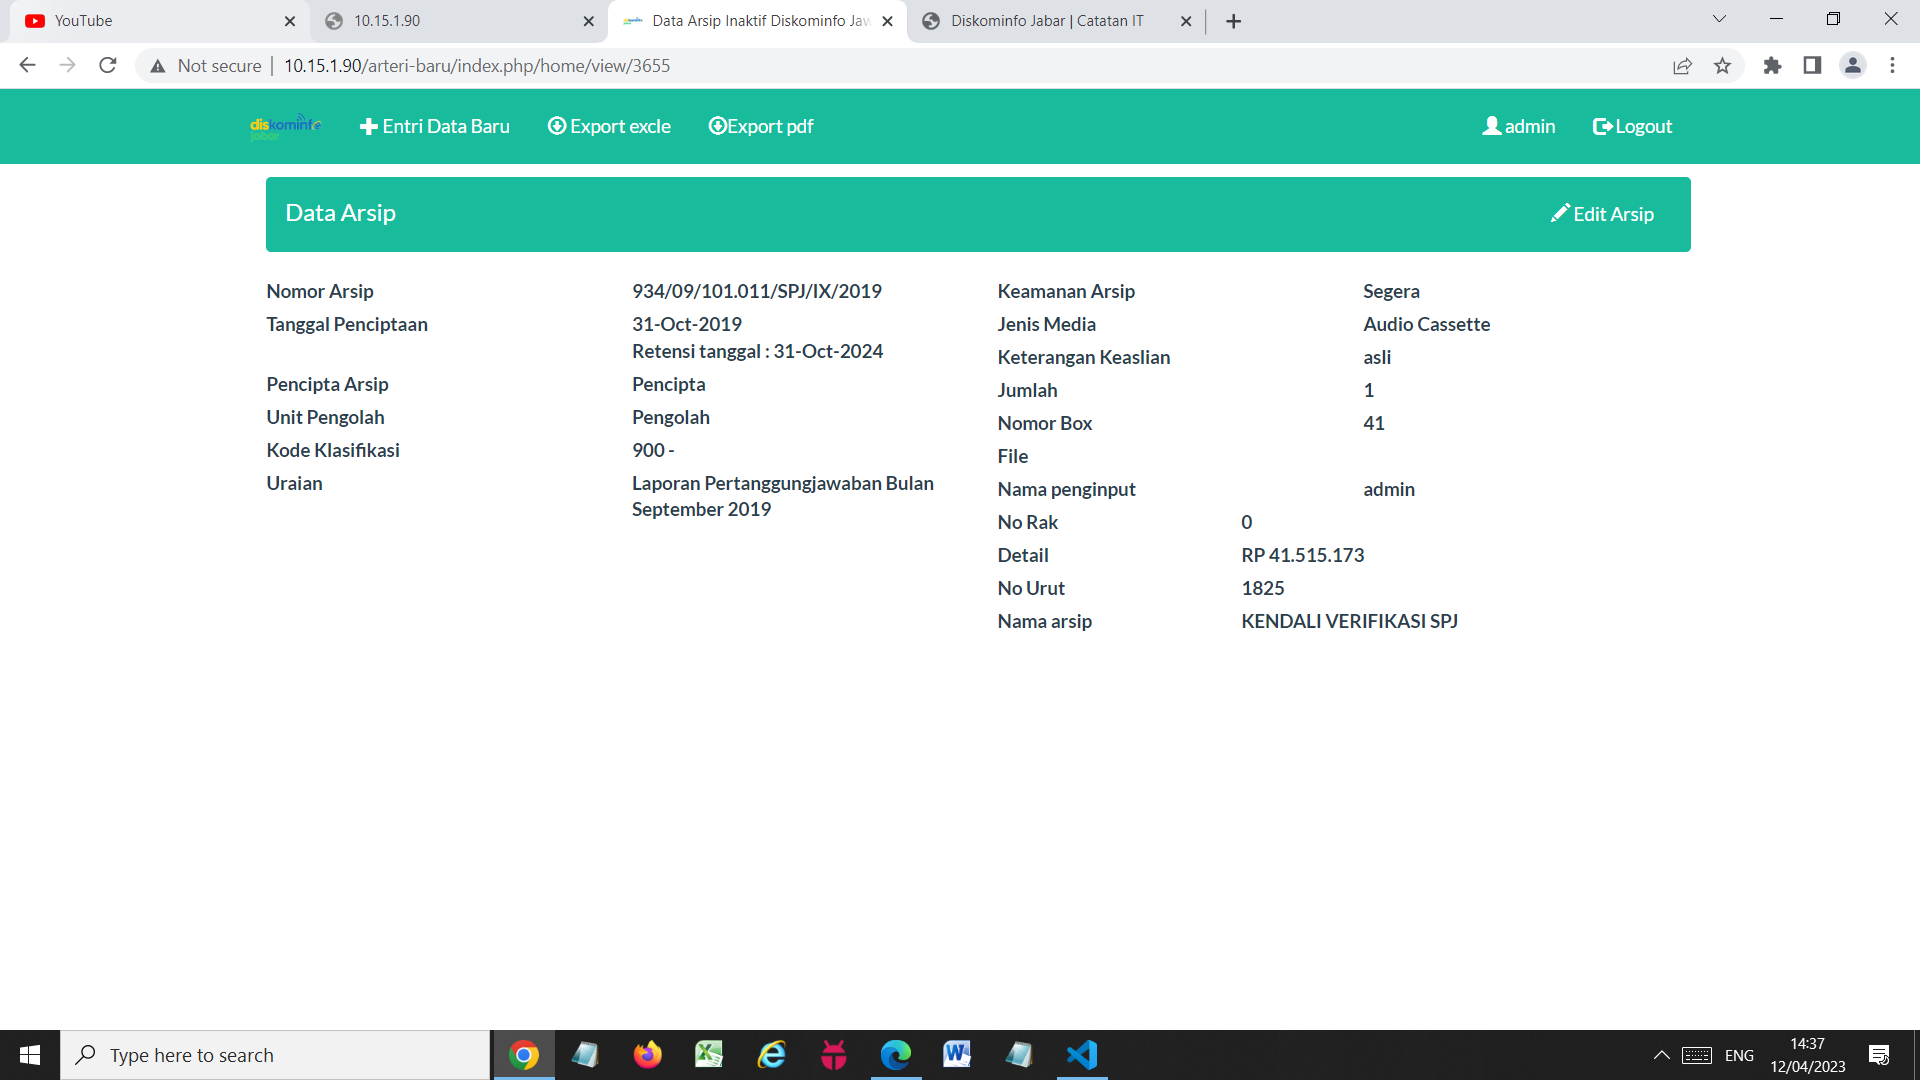 YouTube
10.15.1.90
Data Arsip Inaktif Diskominfo Jaw
Diskominfo Jabar | Catatan IT
Not secure
10.15.1.90/arteri-baru/index.php/home/view/3655
diskominfo
jabar
Entri Data Baru
Export excle
Export pdf
admin
Logout
Data Arsip
Edit Arsip
Nomor Arsip 934/09/101.011/SPJ/IX/2019
Tanggal Penciptaan 31-Oct-2019
Retensi tanggal : 31-Oct-2024
Pencipta Arsip Pencipta
Unit Pengolah Pengolah
Kode Klasifikasi 900 -
Uraian Laporan Pertanggungjawaban Bulan
September 2019
Keamanan Arsip Segera
Jenis Media Audio Cassette
Keterangan Keaslian asli
Jumlah 1
Nomor Box 41
File
Nama penginput admin
No Rak 0
Detail RP 41.515.173
No Urut 1825
Nama arsip KENDALI VERIFIKASI SPJ
Type here to search
ENG
14:37
12/04/2023